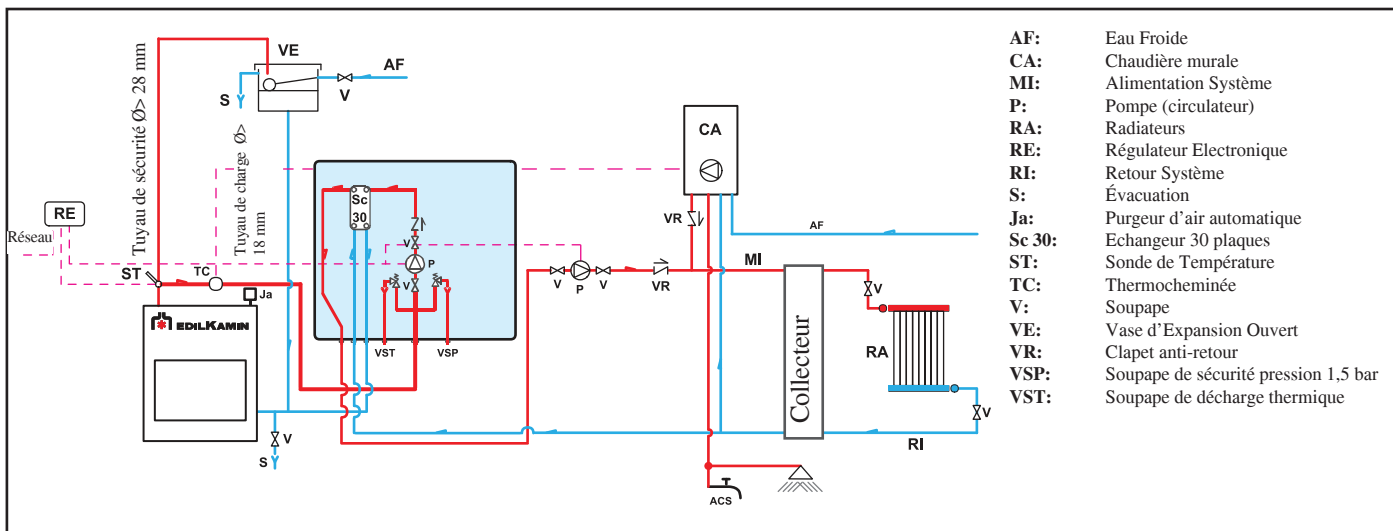 VE
AF
V
S
Tuyau de sécurité Ø> 28 mm
Tuyau de charge Ø>
18 mm
RE
Réseau
ST
TC
Ja
EDILKAMIN
V
S
Sc
30
V
P
V
VST
VSP
CA
VR
AF
MI
V
P
V
VR
Collecteur
V
RA
V
RI
ACS
AF: Eau Froide
CA: Chaudière murale
MI: Alimentation Système
P: Pompe (circulateur)
RA: Radiateurs
RE: Régulateur Electronique
RI: Retour Système
S: Évacuation
Ja: Purgeur d'air automatique
Sc 30: Echangeur 30 plaques
ST: Sonde de Température
TC: Thermocheminée
V: Soupape
VE: Vase d'Expansion Ouvert
VR: Clapet anti-retour
VSP: Soupape de sécurité pression 1,5 bar
VST: Soupape de décharge thermique